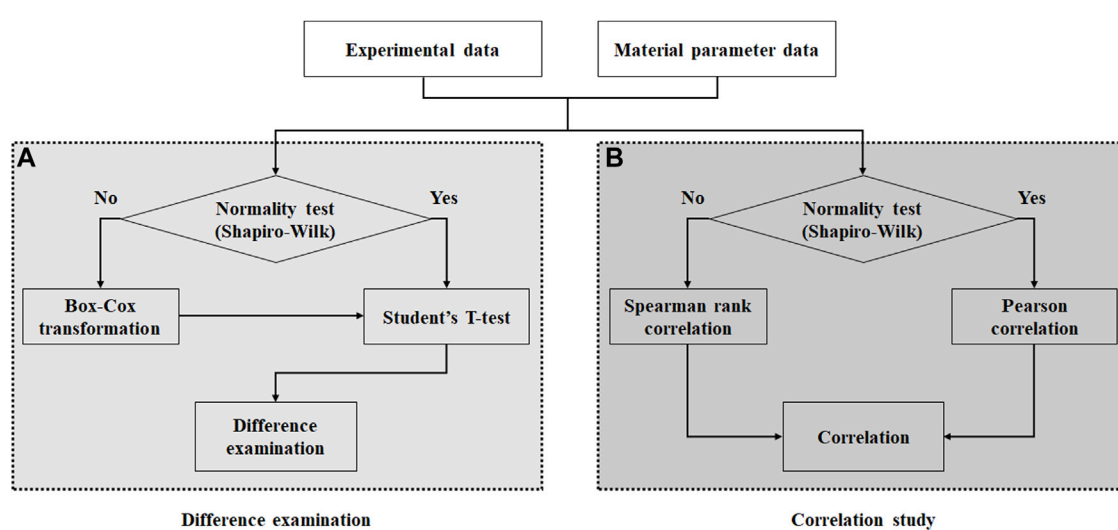 Experimental data
Material parameter data
A
No
Yes
Normality test
(Shapiro-Wilk)
Box-Cox
transformation
Student’s T-test
Difference
examination
Difference examination
B
No
Yes
Normality test
(Shapiro-Wilk)
Spearman rank
correlation
Pearson
correlation
Correlation
Correlation study